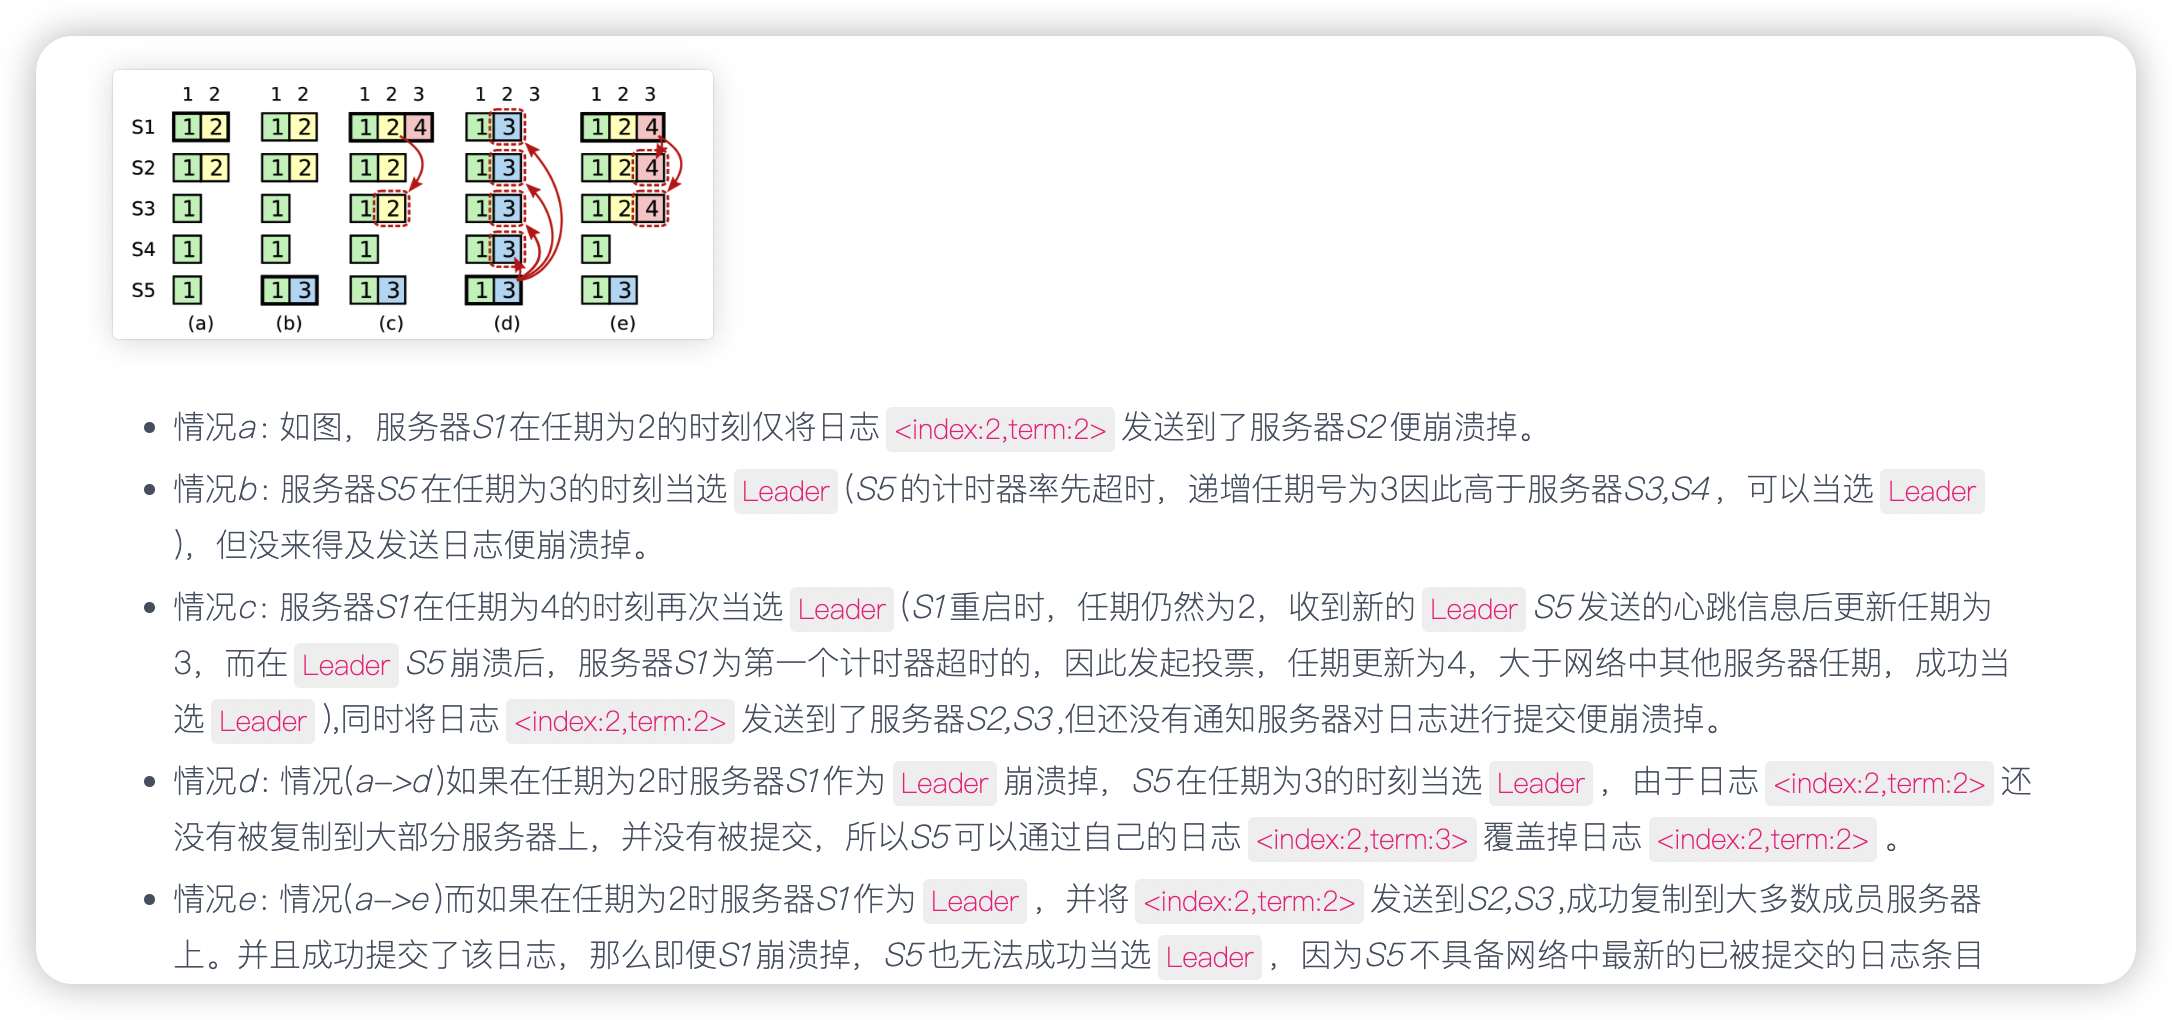 1 2 1 2 1 2 3 1 2 3 1 2 3
S1 1 2 1 2 1 2 4 1 3 1 2 4
S2 1 2 1 2 1 2 1 3 1 2 4
S3 1 1 1 2 1 3 1 2 4
S4 1 1 1 1 3 1
S5 1 1 3 1 3 1 3 1 3
(a) (b) (c) (d) (e)
情况a: 如图，服务器S1在任期为2的时刻仅将日志 <index:2,term:2> 发送到了服务器S2便崩溃掉。
情况b: 服务器S5在任期为3的时刻当选 Leader (S5的计时器率先超时，递增任期号为3因此高于服务器S3,S4，可以当选 Leader
)，但没来得及发送日志便崩溃掉。
情况c: 服务器S1在任期为4的时刻再次当选 Leader (S1重启时，任期仍然为2，收到新的 Leader S5发送的心跳信息后更新任期为
3，而在 Leader S5崩溃后，服务器S1为第一个计时器超时的，因此发起投票，任期更新为4，大于网络中其他服务器任期，成功当
选 Leader ),同时将日志 <index:2,term:2> 发送到了服务器S2,S3,但还没有通知服务器对日志进行提交便崩溃掉。
情况d: 情况(a->d)如果在任期为2时服务器S1作为 Leader 崩溃掉，S5在任期为3的时刻当选 Leader ，由于日志 <index:2,term:2> 还
没有被复制到大部分服务器上，并没有被提交，所以S5可以通过自己的日志 <index:2,term:3> 覆盖掉日志 <index:2,term:2> 。
情况e: 情况(a->e)而如果在任期为2时服务器S1作为 Leader ，并将 <index:2,term:2> 发送到S2,S3,成功复制到大多数成员服务器
上。并且成功提交了该日志，那么即便S1崩溃掉，S5也无法成功当选 Leader ，因为S5不具备网络中最新的已被提交的日志条目